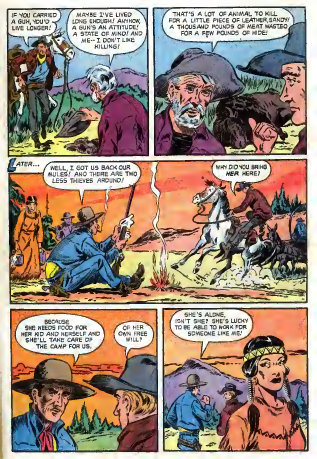 IF YOU CARRIED
A GUN, YOU'D
LIVE LONGER!
MAYBE I'VE LIVED
LONG ENOUGH! ANYHOW,
A GUN'S AN ATTITUDE!
A STATE OF MIND! AND
ME-- I DON'T LIKE
KILLING!
THAT'S A LOT OF ANIMAL TO KILL
FOR A LITTLE PIECE OF LEATHER, SANDY!
A THOUSAND POUNDS OF MEAT WASTED
FOR A FEW POUNDS OF HIDE!
LATER...
WELL, I GOT US BACK OUR
MULES! AND THERE ARE TWO
LESS THIEVES AROUND!
WHY DID YOU BRING
HER HERE?
BECAUSE
SHE NEEDS FOOD FOR
HER KID AND HERSELF AND
SHE'LL TAKE CARE OF
THE CAMP FOR US.
OF HER
OWN FREE
WILL?
SHE'S ALONE,
ISN'T SHE? SHE'S LUCKY
TO BE ABLE TO WORK FOR
SOMEONE LIKE ME!